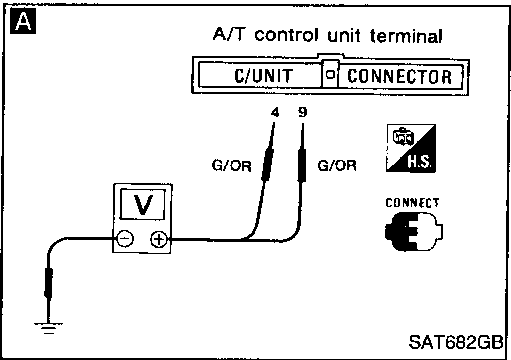 A
A/T control unit terminal
C/UNIT CONNECTOR
4 9
G/OR G/OR
H.S.
CONNECT
V
SAT682GB